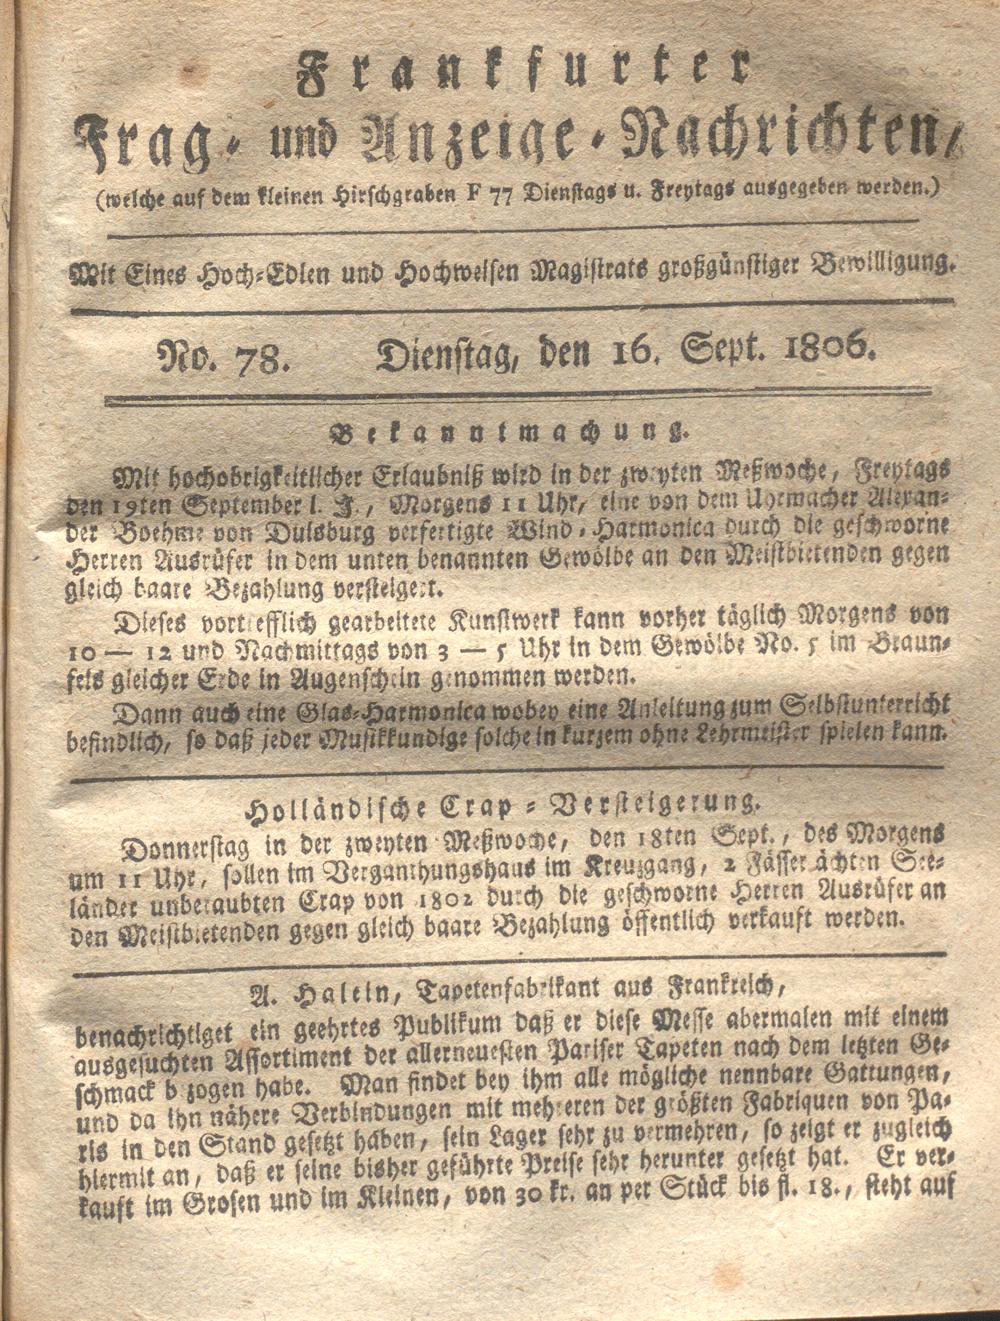 Frankfurter
Frag- und Anzeige-Nachrichten,
(welche auf dem kleinen Hirschgraben F 77 Dienstags u. Freytags ausgegeben werden.)
Mit Eines Hoch-Edlen und Hochweisen Magistrats großgünstiger Bewilligung.
No. 78. Dienstag, den 16. Sept. 1806.
Bekanntmachung.
Mit hochobrigkeitlicher Erlaubniß wird in der zweyten Meßwoche, Freytags
den 19ten September l. J., Morgens 11 Uhr, eine von dem Uhrmacher Alexan-
der Boehme von Duisburg verfertigte Wind-Harmonica durch die geschworne
Herren Ausrüfer in dem unten benannten Gewölbe an den Meistbietenden gegen
gleich baare Bezahlung versteigert.
Dieses vortrefflich gearbeitete Kunstwerk kann vorher täglich Morgens von
10 — 12 und Nachmittags von 3 — 5 Uhr in dem Gewölbe No. 5 im Braun-
fels gleicher Erde in Augenschein genommen werden.
Dann auch eine Glas-Harmonica wobey eine Anleitung zum Selbstunterricht
befindlich, so daß jeder Musikkundige solche in kurzem ohne Lehrmeister spielen kann.
Holländische Crap-Versteigerung.
Donnerstag in der zweyten Meßwoche, den 18ten Sept., des Morgens
um 11 Uhr, sollen im Verganthungshaus im Kreuzgang, 2 Fässer ächten See-
länder unberaubten Crap von 1802 durch die geschworne Herren Ausrüfer an
den Meistbietenden gegen gleich baare Bezahlung öffentlich verkauft werden.
A. Halein, Tapetenfabrikant aus Frankreich,
benachrichtiget ein geehrtes Publikum daß er diese Messe abermalen mit einem
ausgesuchten Assortiment der allerneuesten Pariser Tapeten nach dem letzten Ge-
schmack bezogen habe. Man findet bey ihm alle mögliche nennbare Gattungen,
und da ihn nähere Verbindungen mit mehreren der größten Fabriquen von Pa-
ris in den Stand gesetzt haben, sein Lager sehr zu vermehren, so zeigt er zugleich
hiermit an, daß er seine bisher geführte Preise sehr herunter gesetzt hat. Er ver-
kauft im Grosen und im Kleinen, von 30 kr. an per Stück bis fl. 18., steht auf